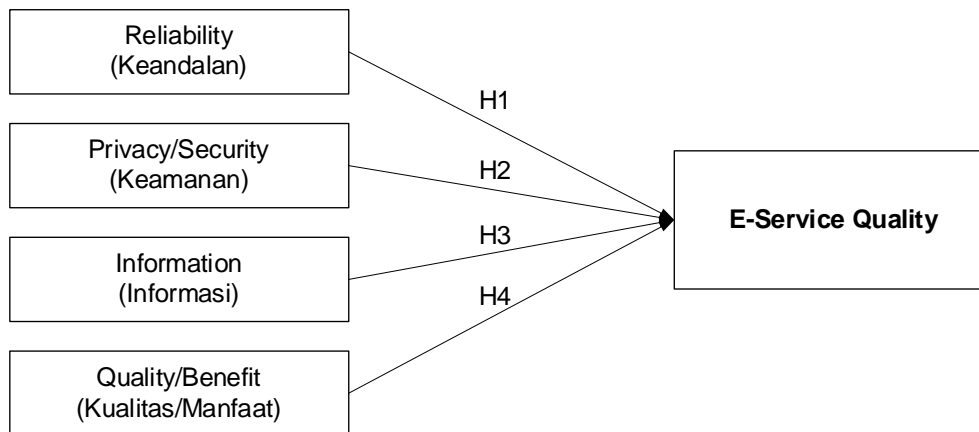 Reliability
(Keandalan)
H1
Privacy/Security
(Keamanan)
H2
E-Service Quality
Information
(Informasi)
H3
H4
Quality/Benefit
(Kualitas/Manfaat)